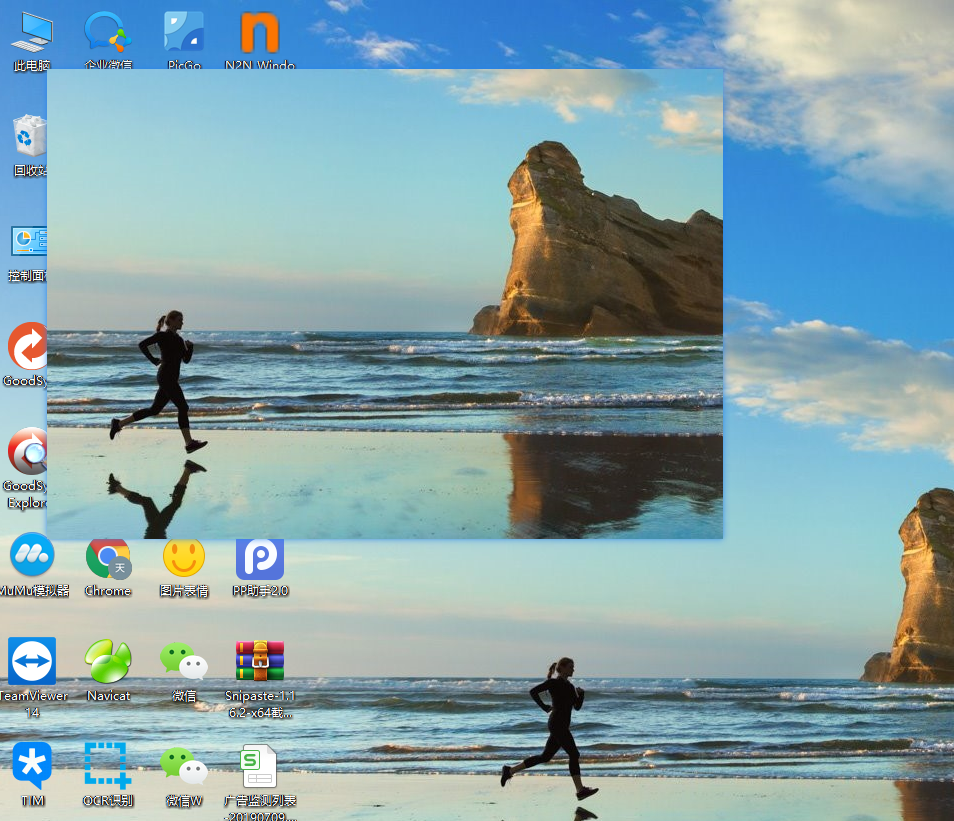 此电脑
企业微信
PicGo
N2N Windo
回收站
控制面
GoodSy
GoodSy
Explor
MuMu模拟器
Chrome
天
图片表情
PP助手2.0
TeamViewer
14
Navicat
微信
Snipaste-1.1
6.2-x64截...
TIM
OCR识别
微信W
S
广告监测列表
-20190709...